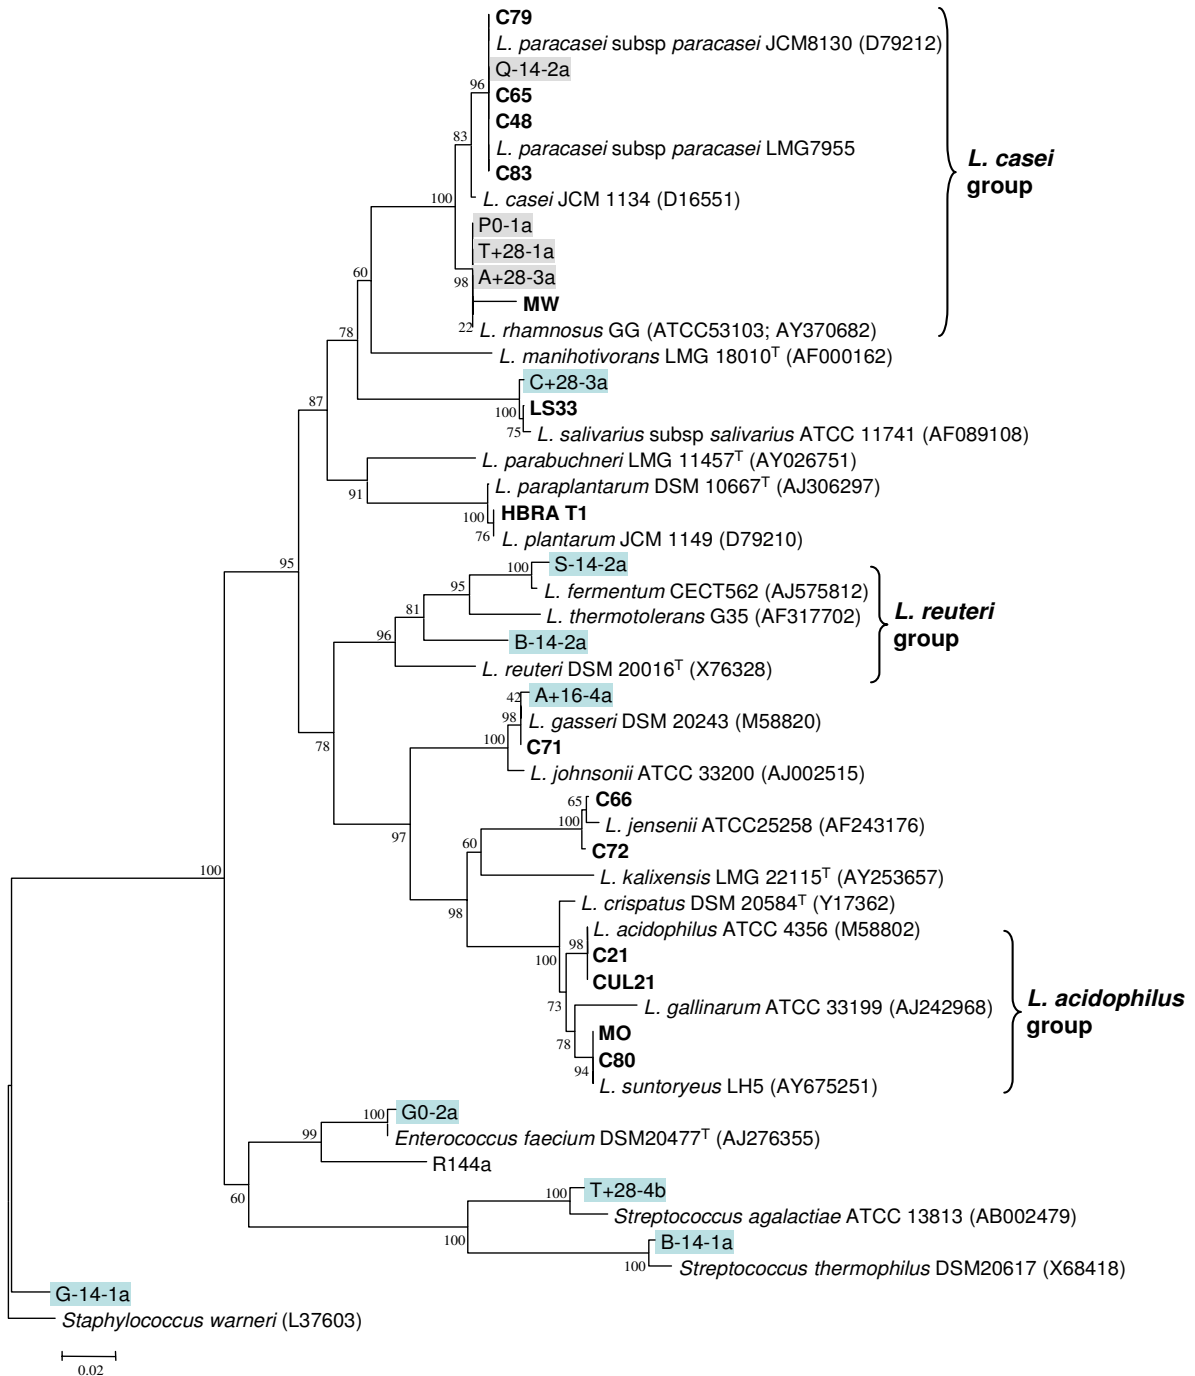 C79
L. paracasei subsp paracasei JCM8130 (D79212)
Q-14-2a
96
C65
C48
83
L. paracasei subsp paracasei LMG7955
L. casei
group
C83
100
L. casei JCM 1134 (D16551)
P0-1a
T+28-1a
60
A+28-3a
98
MW
22
L. rhamnosus GG (ATCC53103; AY370682)
78
L. manihotivorans LMG 18010T (AF000162)
C+28-3a
87
100
LS33
75
L. salivarius subsp salivarius ATCC 11741 (AF089108)
L. parabuchneri LMG 11457T (AY026751)
91
L. paraplantarum DSM 10667T (AJ306297)
100
HBRA T1
76
L. plantarum JCM 1149 (D79210)
95
100
S-14-2a
95
L. fermentum CECT562 (AJ575812)
81
L. thermotolerans G35 (AF317702)
L. reuteri
group
96
B-14-2a
L. reuteri DSM 20016T (X76328)
42
A+16-4a
98
L. gasseri DSM 20243 (M58820)
78
100
C71
L. johnsonii ATCC 33200 (AJ002515)
65
C66
100
L. jensenii ATCC25258 (AF243176)
97
60
C72
100
L. kalixensis LMG 22115T (AY253657)
98
L. crispatus DSM 20584T (Y17362)
L. acidophilus ATCC 4356 (M58802)
98
100
C21
CUL21
73
L. gallinarum ATCC 33199 (AJ242968)
L. acidophilus
group
78
MO
C80
94
L. suntoryeus LH5 (AY675251)
100
G0-2a
99
Enterococcus faecium DSM20477T (AJ276355)
R144a
60
100
T+28-4b
Streptococcus agalactiae ATCC 13813 (AB002479)
100
B-14-1a
100
Streptococcus thermophilus DSM20617 (X68418)
G-14-1a
Staphylococcus warneri (L37603)
0.02